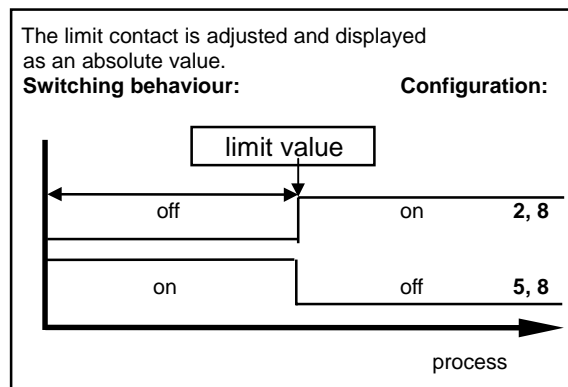 The limit contact is adjusted and displayed
as an absolute value.
Switching behaviour: Configuration:
limit value
off on 2, 8
on off 5, 8
process